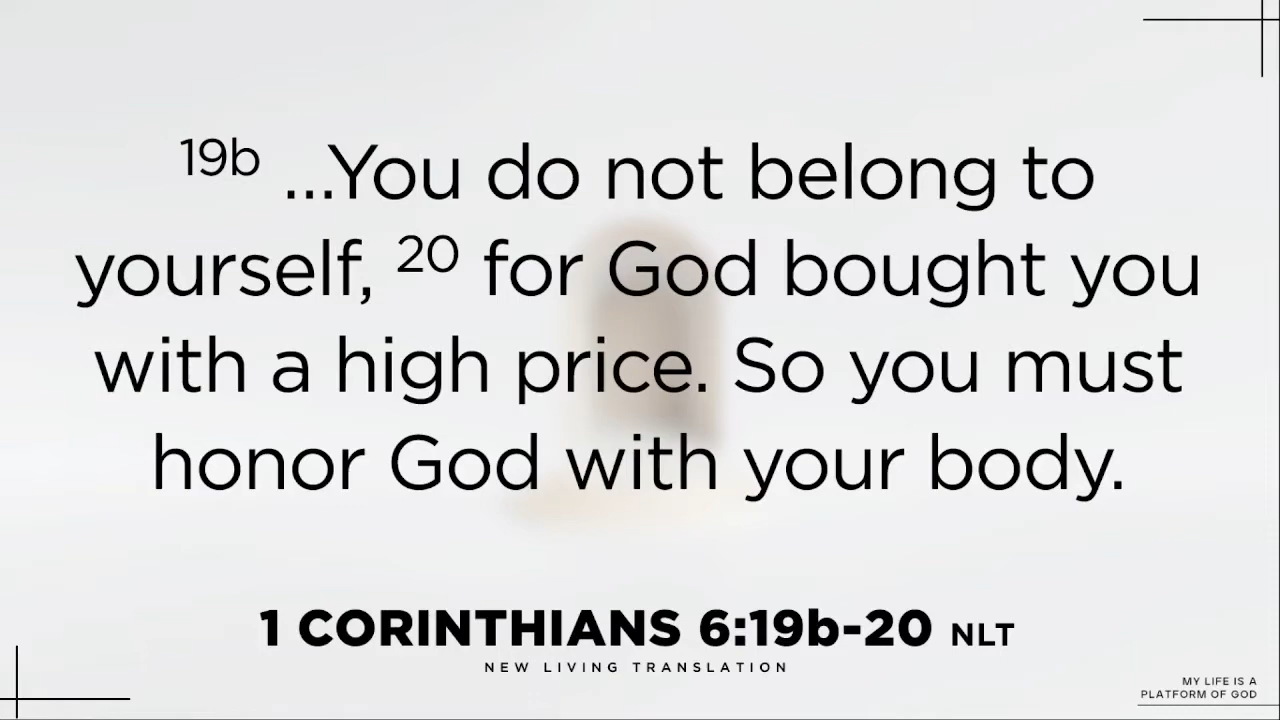 19b ...You do not belong to
yourself, 20 for God bought you
with a high price. So you must
honor God with your body.
1 CORINTHIANS 6:19b-20 NLT
NEW LIVING TRANSLATION
MY LIFE IS A
PLATFORM OF GOD